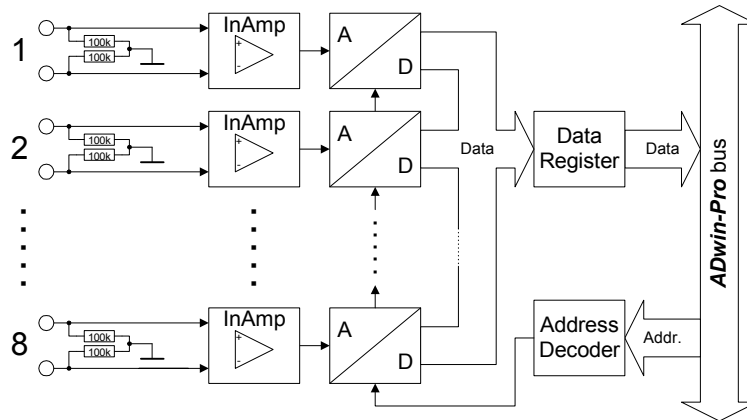 1
100k
100k
InAmp
+
-
A
D
2
100k
100k
InAmp
+
-
A
D
Data
Data
Register
Data
ADwin-Pro bus
8
100k
100k
InAmp
+
-
A
D
Address
Decoder
Addr.